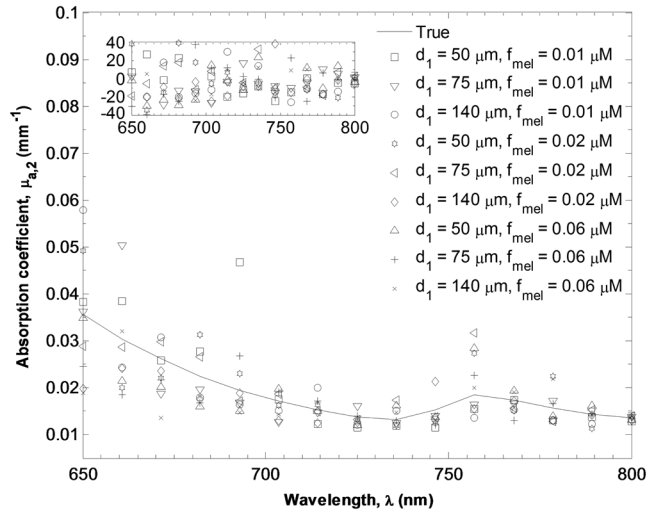 0.1
0.09
0.08
0.07
0.06
0.05
0.04
0.03
0.02
0.01
Absorption coefficient, μa,2 (mm-1)
40
20
0
-20
-40
650 700 750 800
True
d1 = 50 μm, fmel = 0.01 μM
d1 = 75 μm, fmel = 0.01 μM
d1 = 140 μm, fmel = 0.01 μM
d1 = 50 μm, fmel = 0.02 μM
d1 = 75 μm, fmel = 0.02 μM
d1 = 140 μm, fmel = 0.02 μM
d1 = 50 μm, fmel = 0.06 μM
d1 = 75 μm, fmel = 0.06 μM
d1 = 140 μm, fmel = 0.06 μM
650 700 750 800
Wavelength, λ (nm)